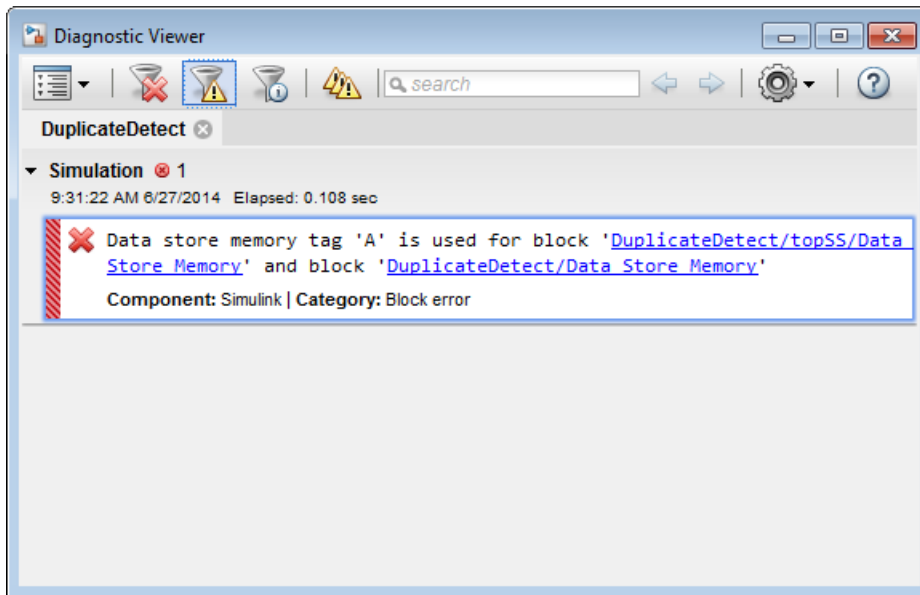 Diagnostic Viewer
search
DuplicateDetect
Simulation 1
9:31:22 AM 6/27/2014 Elapsed: 0.108 sec
Data store memory tag 'A' is used for block 'DuplicateDetect/topSS/Data
Store Memory' and block 'DuplicateDetect/Data Store Memory'
Component: Simulink | Category: Block error